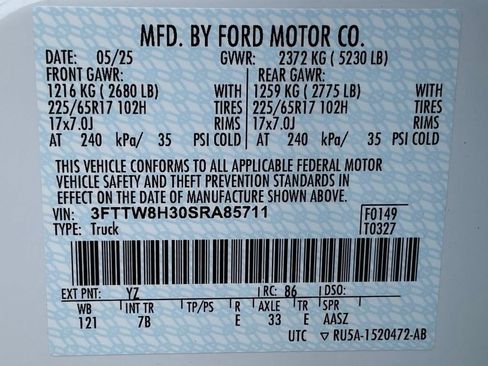 MFD. BY FORD MOTOR CO.
DATE: 05/25 GVWR: 2372 KG ( 5230 LB)
FRONT GAWR: REAR GAWR:
1216 KG ( 2680 LB) WITH 1259 KG ( 2775 LB) WITH
225/65R17 102H TIRES 225/65R17 102H TIRES
17x7.0J RIMS 17x7.0J RIMS
AT 240 kPa/ 35 PSI COLD AT 240 kPa/ 35 PSI COLD
THIS VEHICLE CONFORMS TO ALL APPLICABLE FEDERAL MOTOR
VEHICLE SAFETY AND THEFT PREVENTION STANDARDS IN
EFFECT ON THE DATE OF MANUFACTURE SHOWN ABOVE.
VIN: 3FTTW8H30SRA85711 F0149
TYPE: Truck T0327
EXT PNT: YZ RC: 86 DSO:
WB INT TR TP/PS R AXLE TR SPR
121 7B E 33 E AASZ
UTC ▽ RU5A-1520472-AB